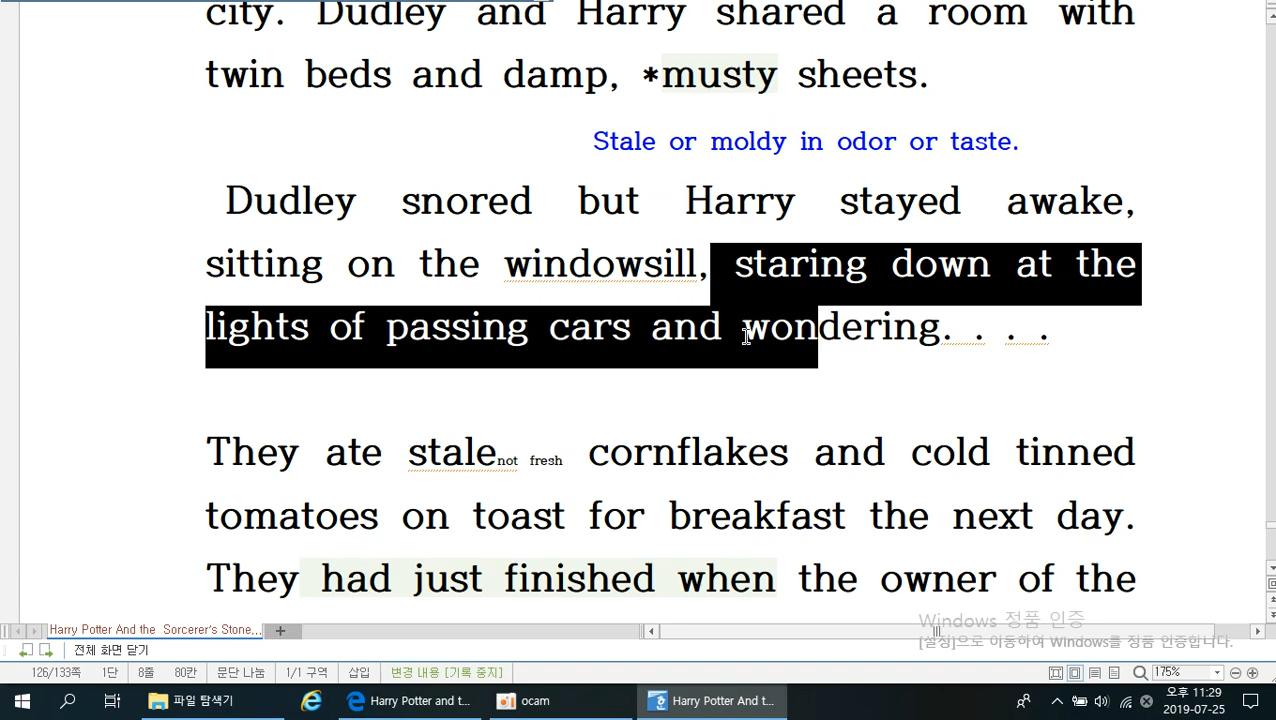 city. Dudley and Harry shared a room with
twin beds and damp, *musty sheets.
Stale or moldy in odor or taste.
Dudley snored but Harry stayed awake,
sitting on the windowsill, staring down at the
lights of passing cars and wondering. . . .
They ate stale not fresh cornflakes and cold tinned
tomatoes on toast for breakfast the next day.
They had just finished when the owner of the
Windows 정품 인증
[설정]으로 이동하여 Windows를 정품 인증합니다.
Harry Potter And the Sorcerer's Stone...
전체 화면 닫기
126/133쪽 1단 8줄 80칸 문단 나눔 1/1 구역 삽입 변경 내용 [기록 중지] 175%
파일 탐색기 Harry Potter and t... ocam Harry Potter And t... 오후 11:29
2019-07-25